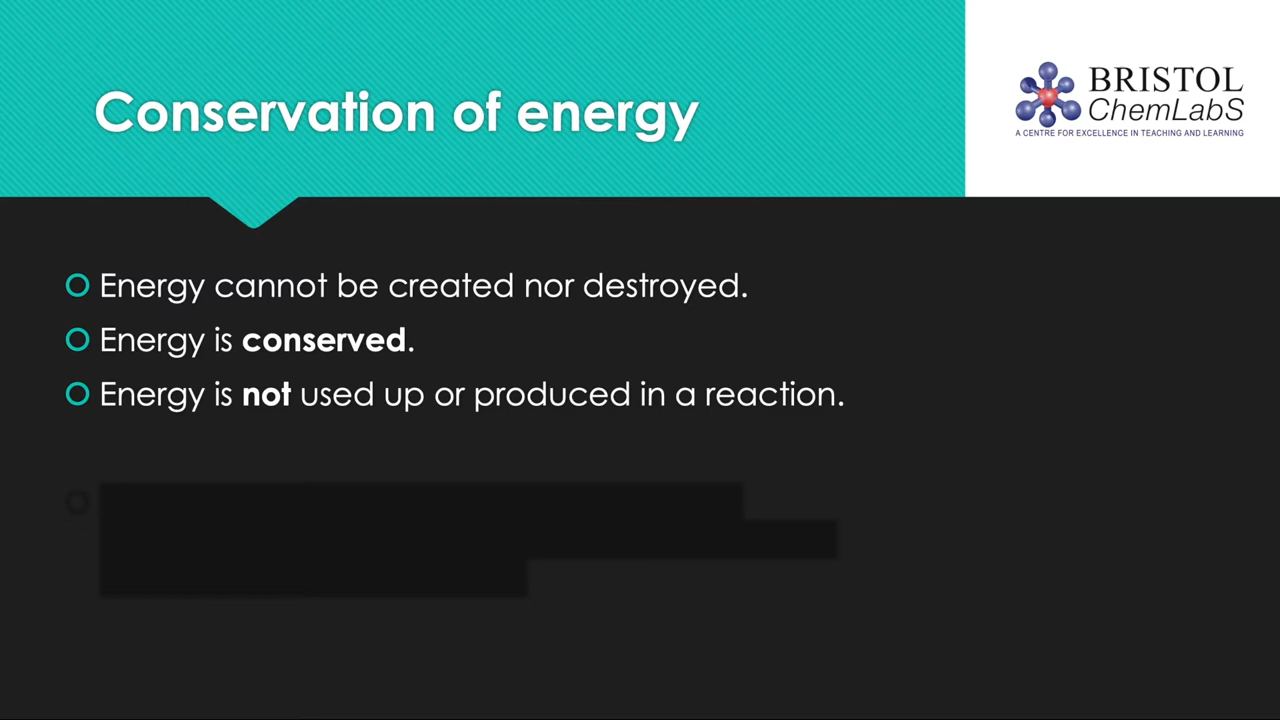 Conservation of energy
BRISTOL
ChemLabS
A CENTRE FOR EXCELLENCE IN TEACHING AND LEARNING
Energy cannot be created nor destroyed.
Energy is conserved.
Energy is not used up or produced in a reaction.